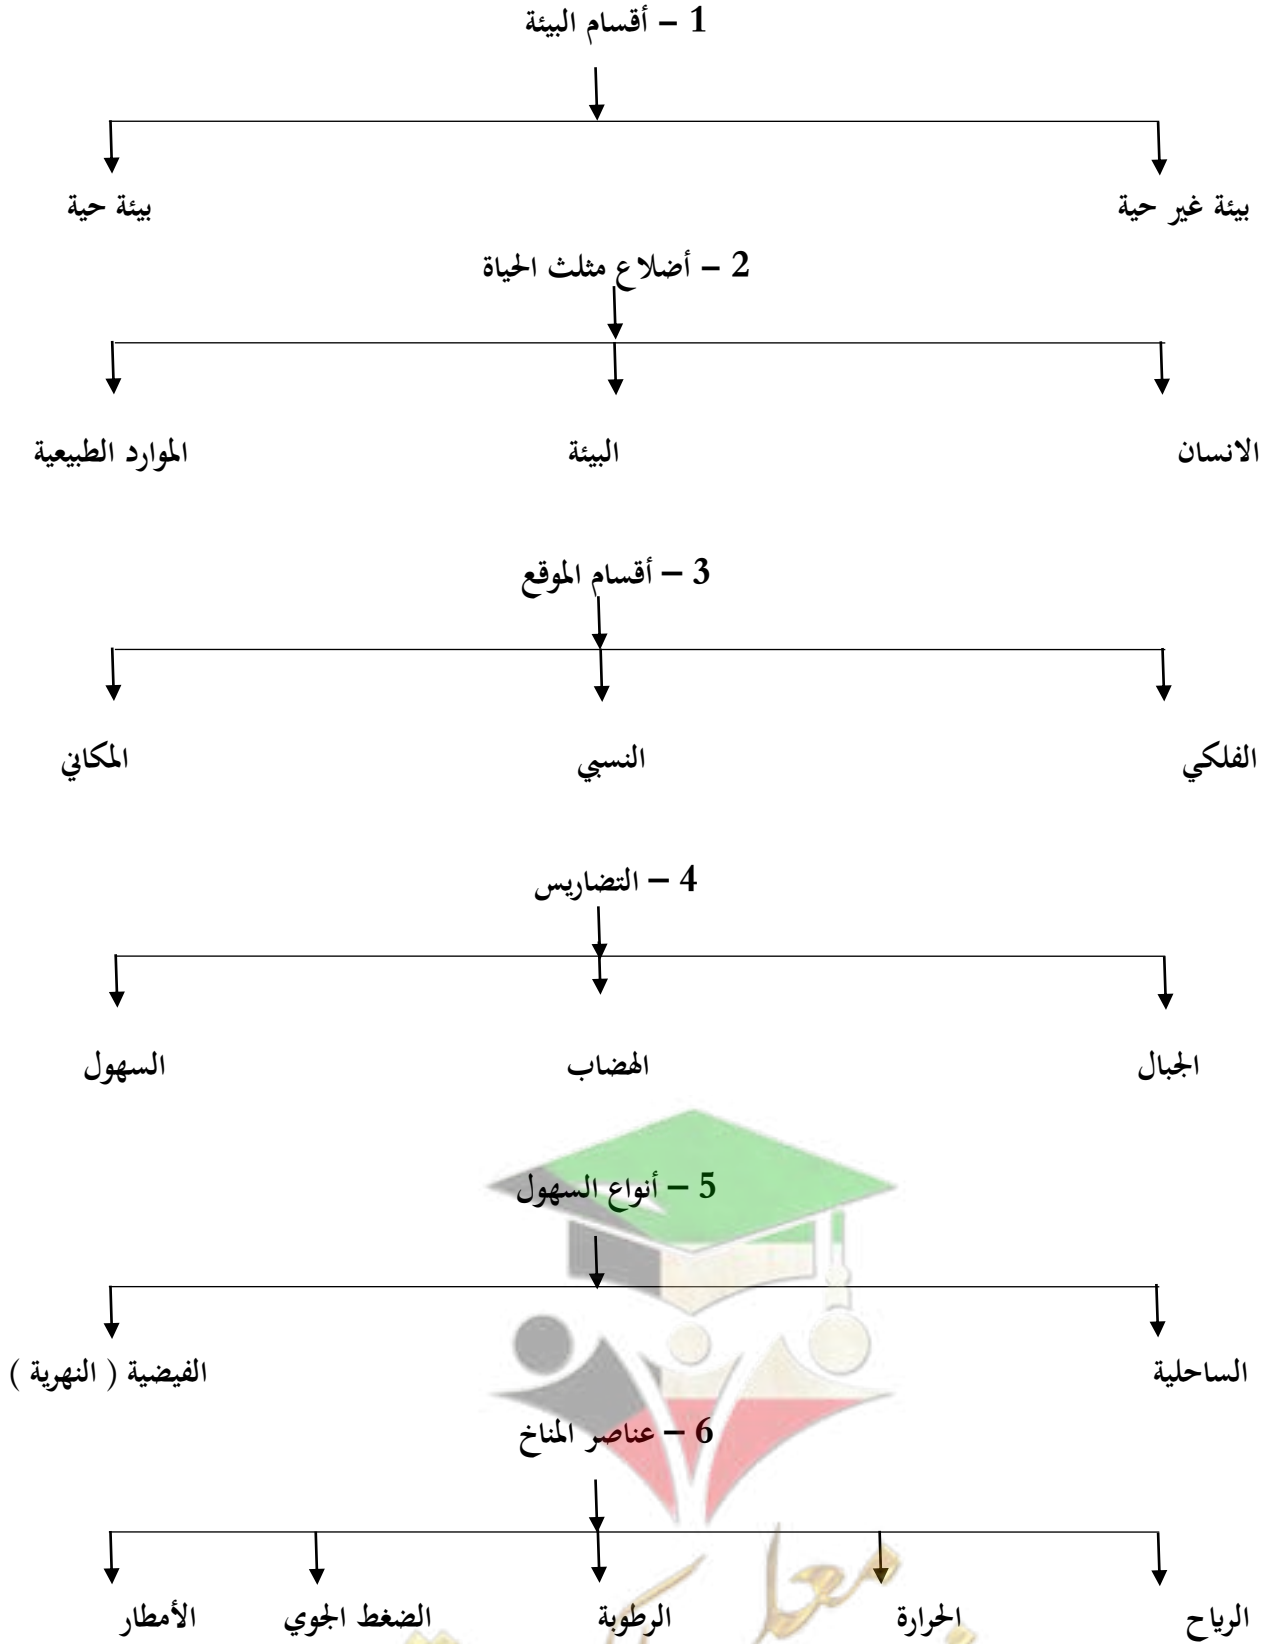 1 – أقسام البيئة
بيئة غير حية بيئة حية
2 – أضلاع مثلث الحياة
الانسان البيئة الموارد الطبيعية
3 – أقسام الموقع
الفلكي النسبي المكاني
4 – التضاريس
الجبال الهضاب السهول
5 – أنواع السهول
الساحلية الفيضية ( النهرية )
6 – عناصر المناخ
الرياح الحرارة الرطوبة الضغط الجوي الأمطار